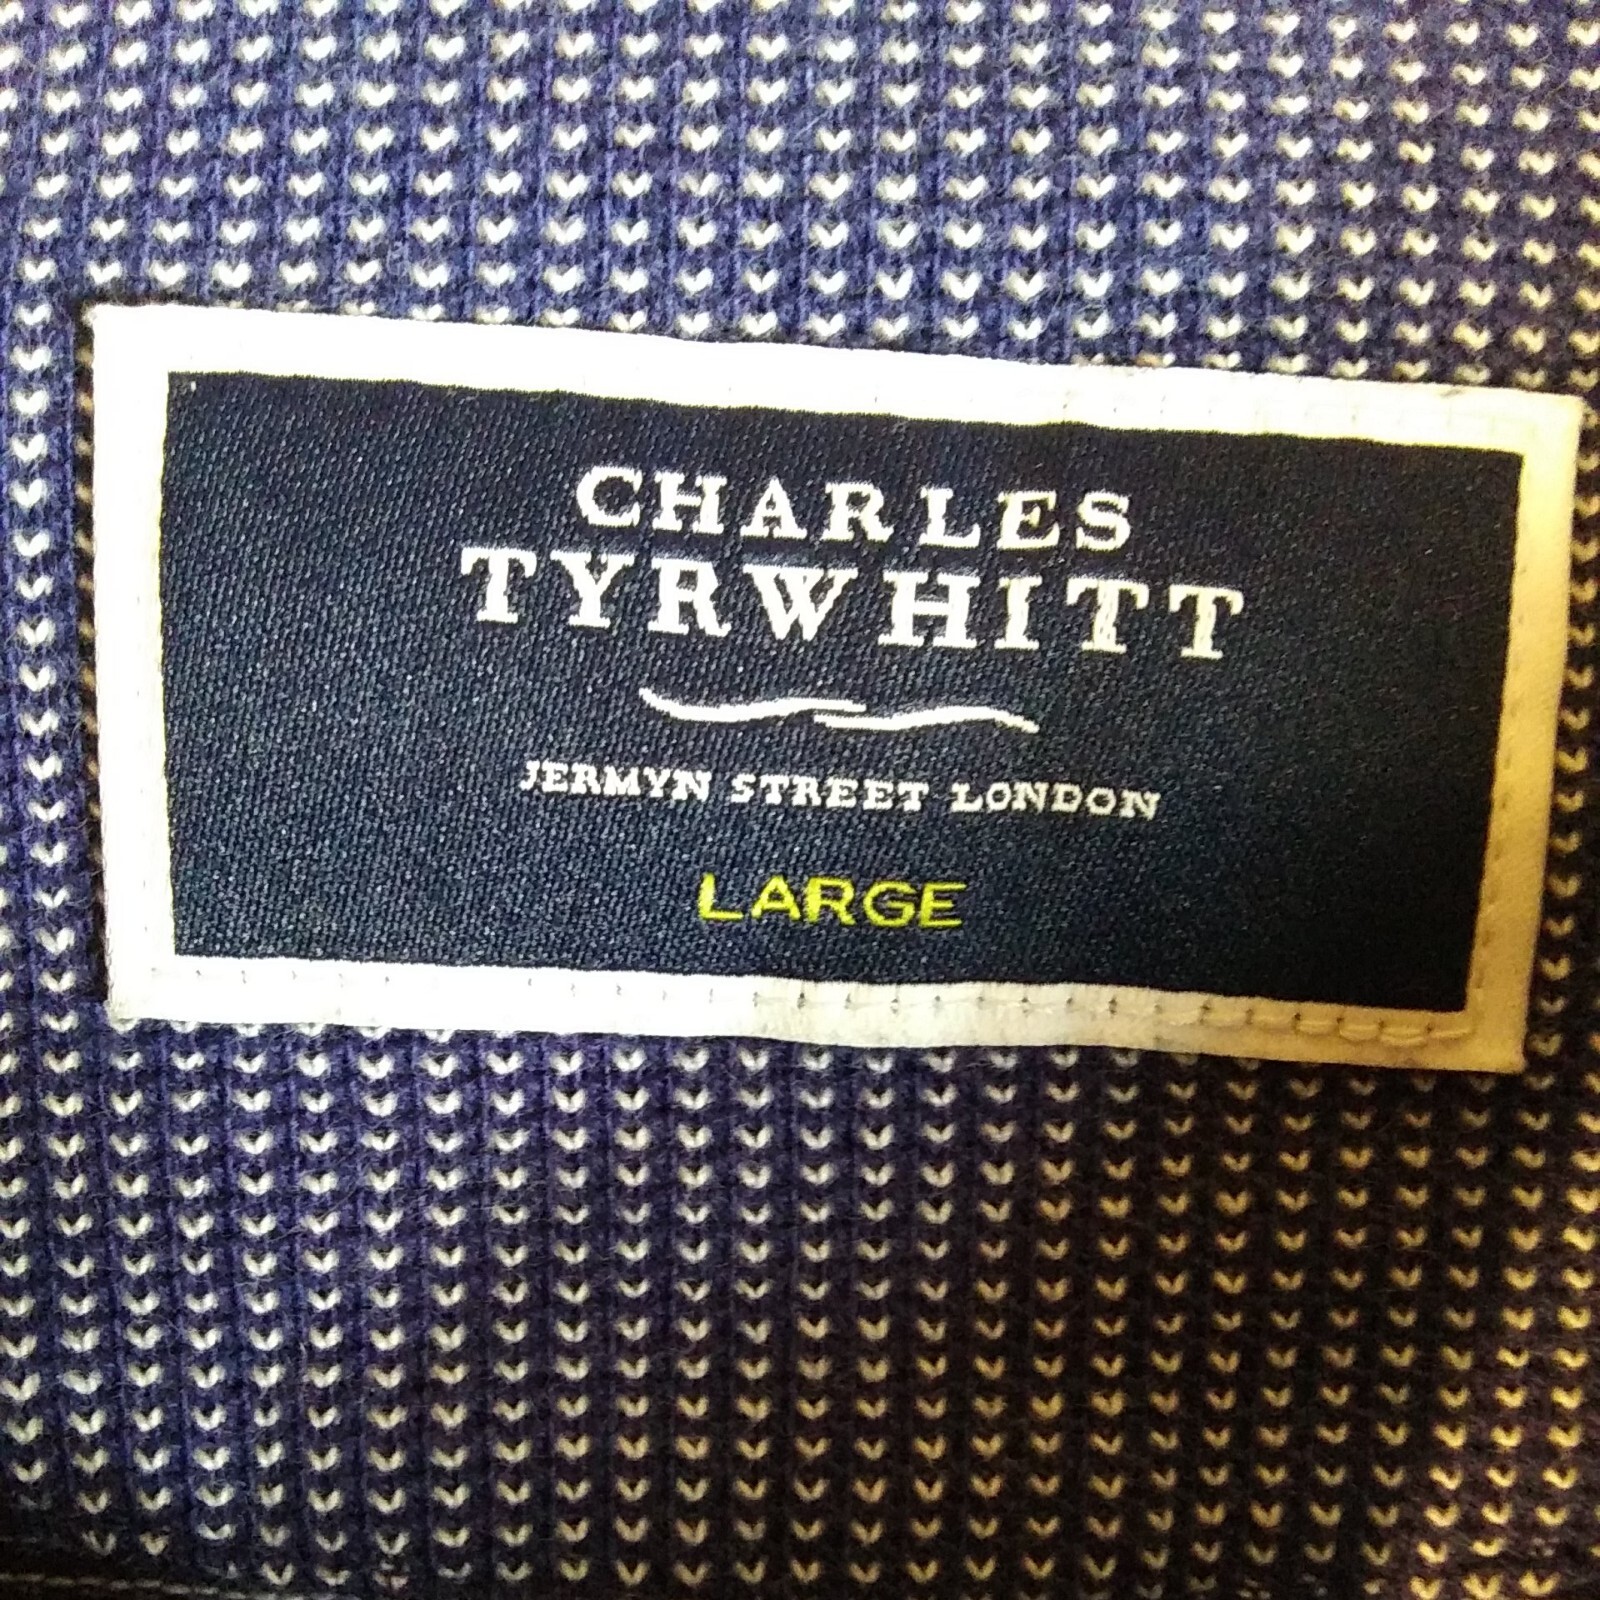 CHARLES
TYRWHITT
JERMYN STREET LONDON
LARGE